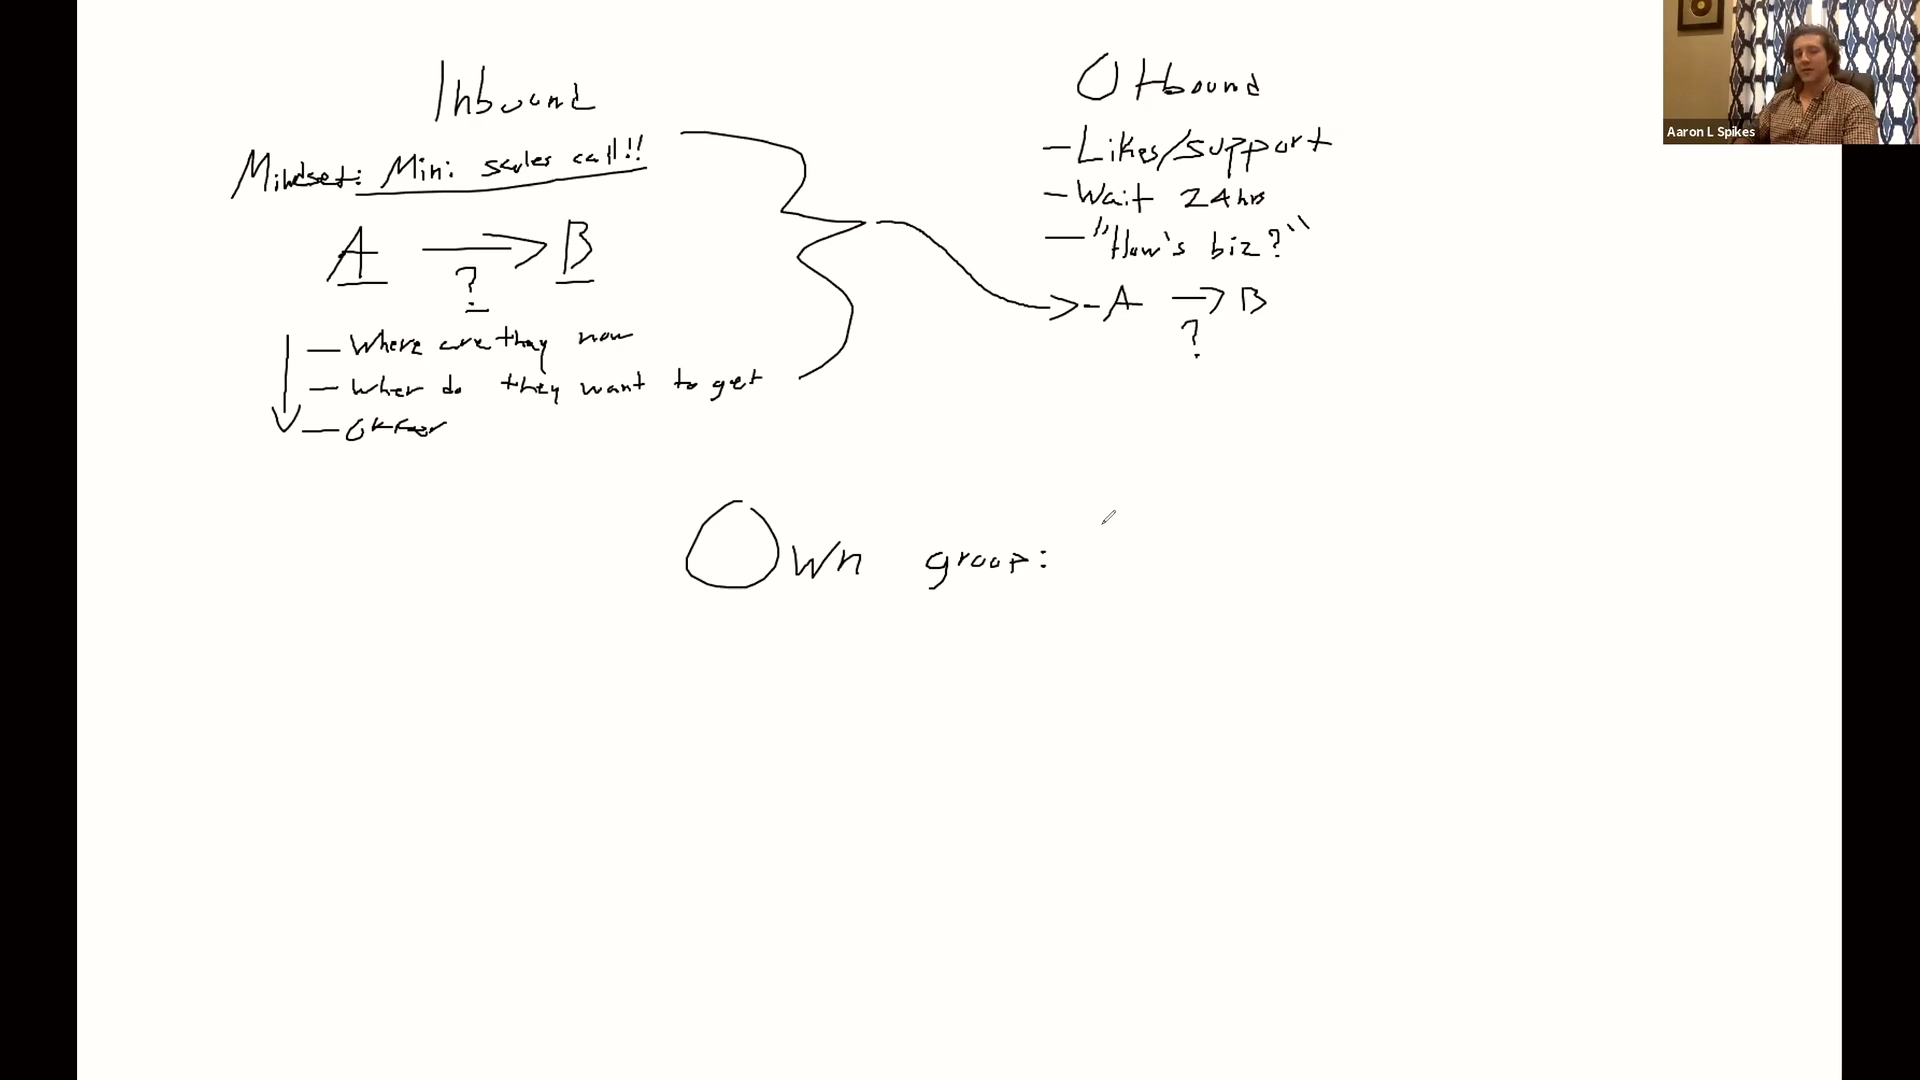 Inbound
Mindset: Mini sales call!!
A → B
?
— Where are they now
— Wher do they want to get
— Offer
Outbound
— Likes/support
— Wait 24hrs
— "How's biz?"
- A → B
?
Own group:
Aaron L Spikes